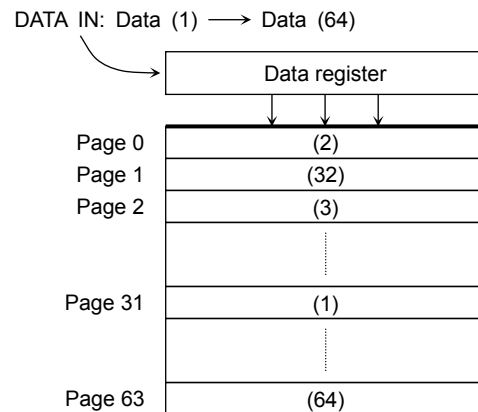 DATA IN: Data (1) → Data (64)
Data register
Page 0 (2)
Page 1 (32)
Page 2 (3)
Page 31 (1)
Page 63 (64)